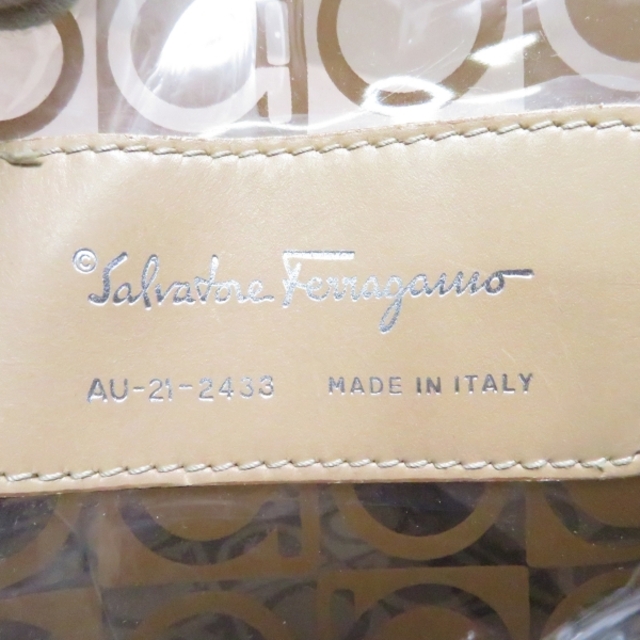 ©Salvatore Ferragamo
AU-21-2433 MADE IN ITALY